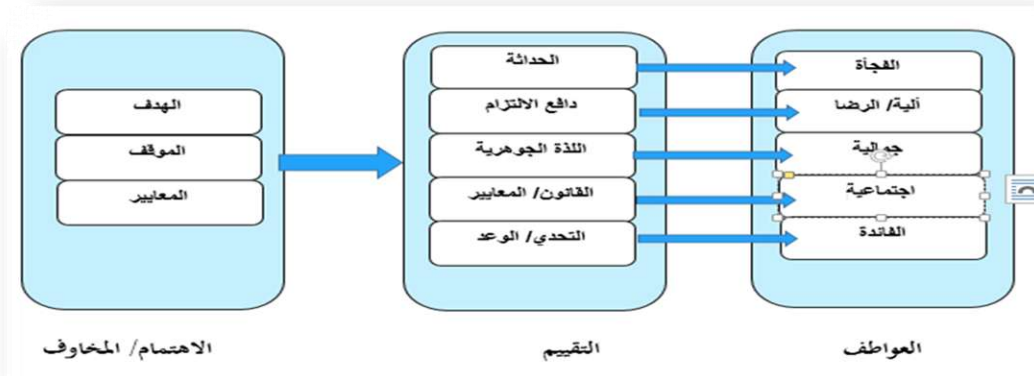 الهدف
الموقف
المعايير
الاهتمام/ المخاوف
الحداثة
دافع الالتزام
اللذة الجوهرية
القانون/ المعايير
التحدي/ الوعد
التقييم
الفجأة
ألية/ الرضا
جمالية
اجتماعية
الفائدة
العواطف